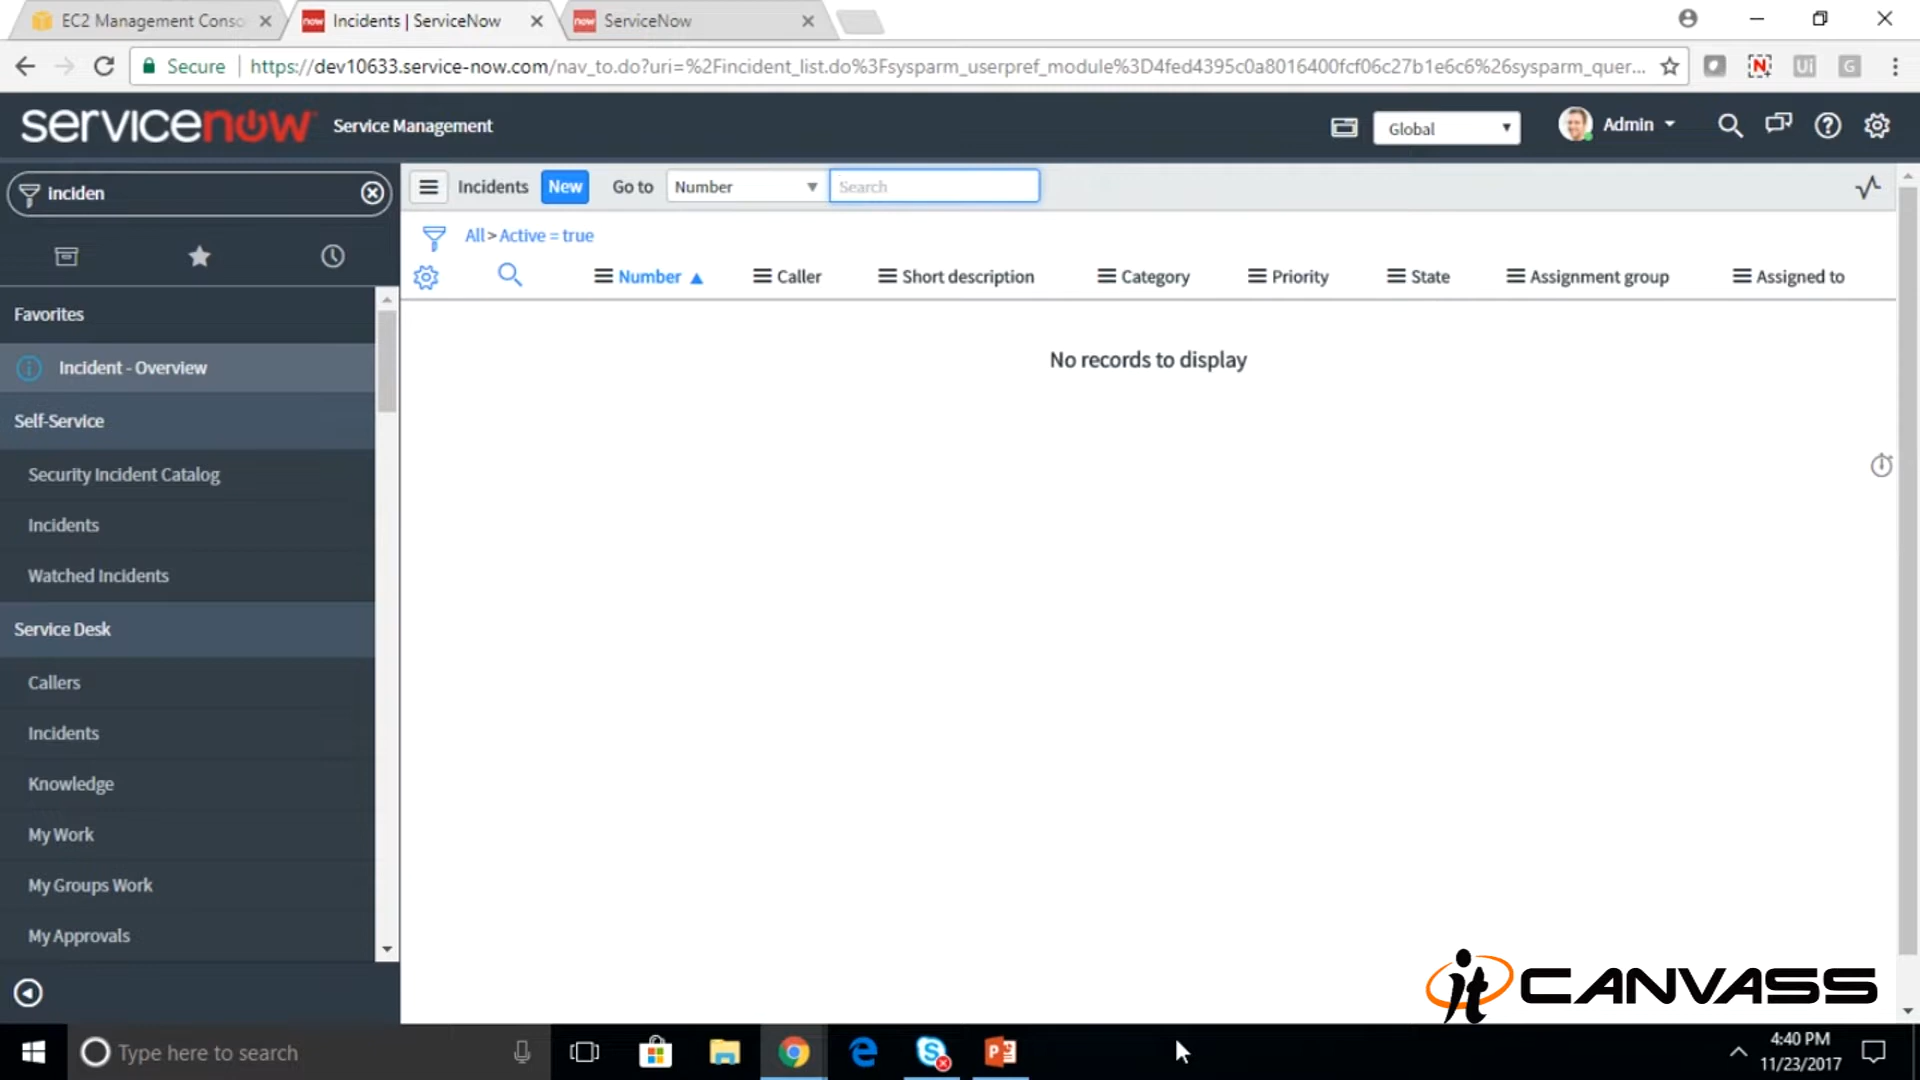 EC2 Management Conso
Incidents | ServiceNow
ServiceNow
Secure
https://dev10633.service-now.com/nav_to.do?uri=%2Fincident_list.do%3Fsysparm_userpref_module%3D4fed4395c0a8016400fcf06c27b1e6c6%26sysparm_quer...
servicenow Service Management
Global
Admin
inciden
Incidents New Go to Number Search
All > Active = true
Number Caller Short description Category Priority State Assignment group Assigned to
No records to display
Favorites
Incident - Overview
Self-Service
Security Incident Catalog
Incidents
Watched Incidents
Service Desk
Callers
Incidents
Knowledge
My Work
My Groups Work
My Approvals
it CANVASS
Type here to search
4:40 PM
11/23/2017